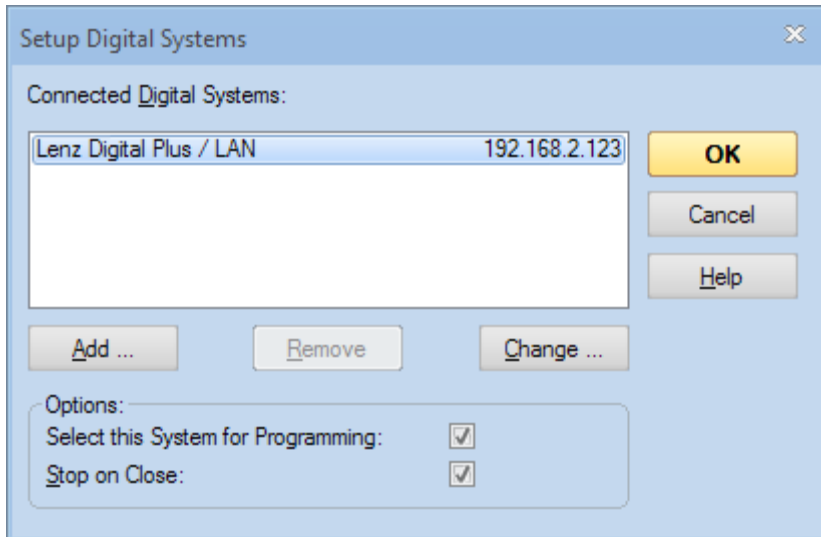 Setup Digital Systems
Connected Digital Systems:
Lenz Digital Plus / LAN 192.168.2.123
OK
Cancel
Help
Add ... Remove Change ...
Options:
Select this System for Programming:
Stop on Close: